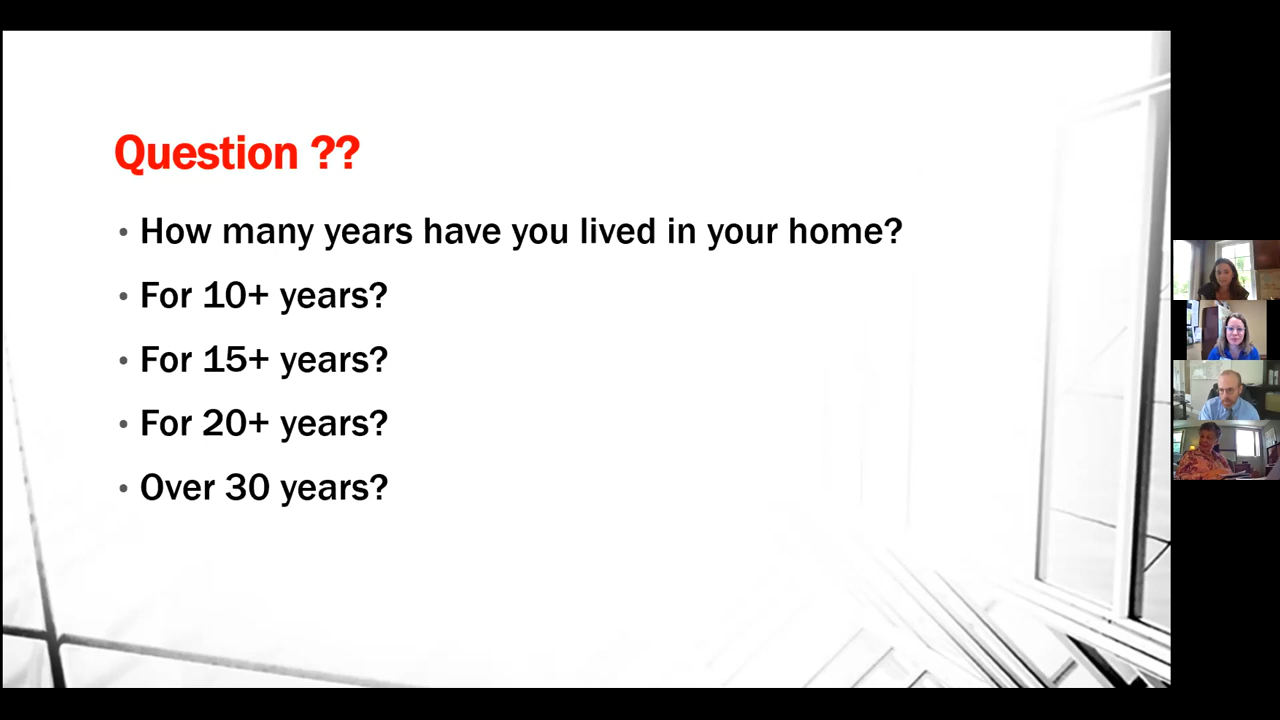 Question ??
• How many years have you lived in your home?
• For 10+ years?
• For 15+ years?
• For 20+ years?
• Over 30 years?